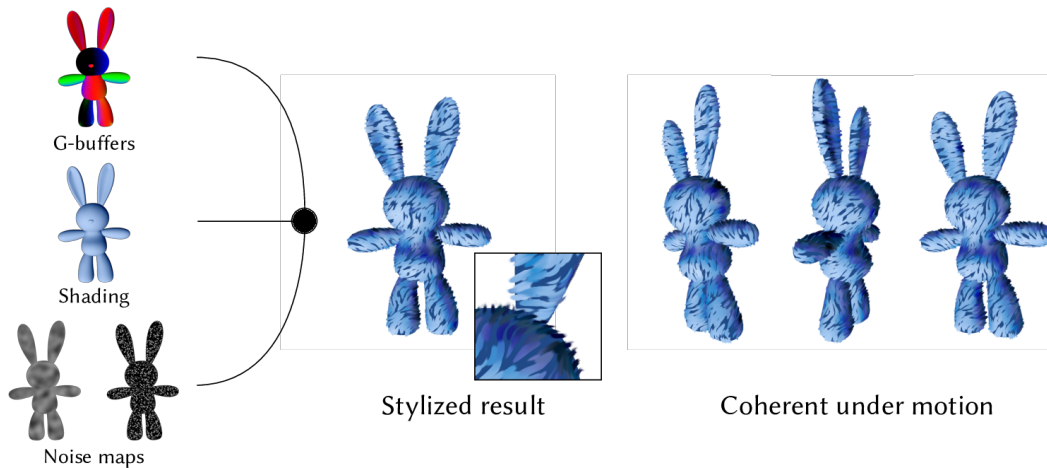 G-buffers
Shading
Noise maps
Stylized result
Coherent under motion